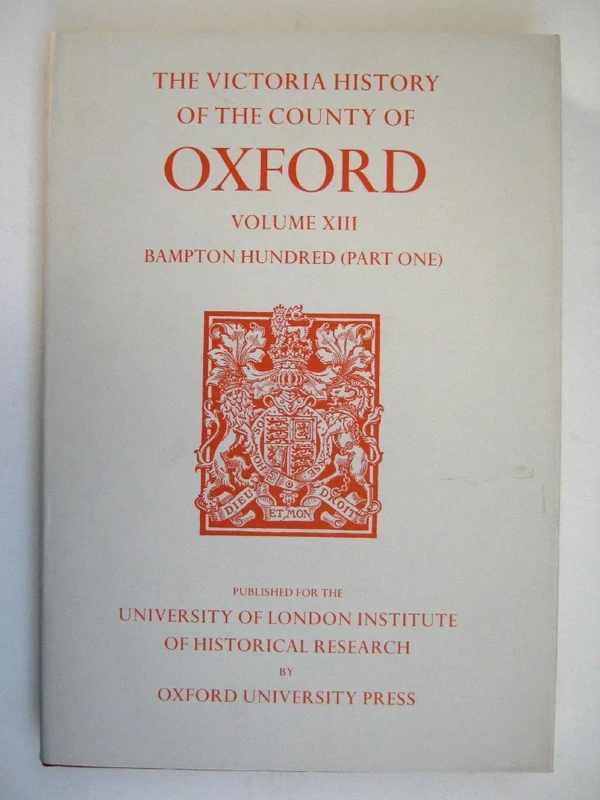 THE VICTORIA HISTORY
OF THE COUNTY OF
OXFORD
VOLUME XIII
BAMPTON HUNDRED (PART ONE)
DIEU ET MON DROIT
PUBLISHED FOR THE
UNIVERSITY OF LONDON INSTITUTE
OF HISTORICAL RESEARCH
BY
OXFORD UNIVERSITY PRESS